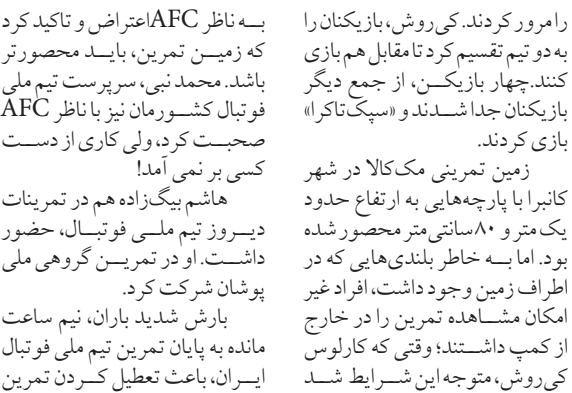 را مرور کردند. کی‌روش، بازیکنان را
به دو تیم تقسیم کرد تا مقابل هم بازی
کنند. چهار بازیکن، از جمع دیگر
بازیکنان جدا شدند و «سپک‌تاکرا»
بازی کردند.
زمین تمرینی مک‌کالا در شهر
کانبرا با پارچه‌هایی به ارتفاع حدود
یک متر و ۸۰ سانتی‌متر محصور شده
بود. اما به خاطر بلندی‌هایی که در
اطراف زمین وجود داشت، افراد غیر
امکان مشاهده تمرین را در خارج
از کمپ داشتند؛ وقتی که کارلوس
کی‌روش، متوجه این شرایط شد
به ناظر AFC اعتراض و تاکید کرد
که زمین تمرین، باید محصورتر
باشد. محمد نبی، سرپرست تیم ملی
فوتبال کشورمان نیز با ناظر AFC
صحبت کرد، ولی کاری از دست
کسی بر نمی آمد!
هاشم بیگ‌زاده هم در تمرینات
دیروز تیم ملی فوتبال، حضور
داشت. او در تمرین گروهی ملی
پوشان شرکت کرد.
بارش شدید باران، نیم ساعت
مانده به پایان تمرین تیم ملی فوتبال
ایران، باعث تعطیل کردن تمرین